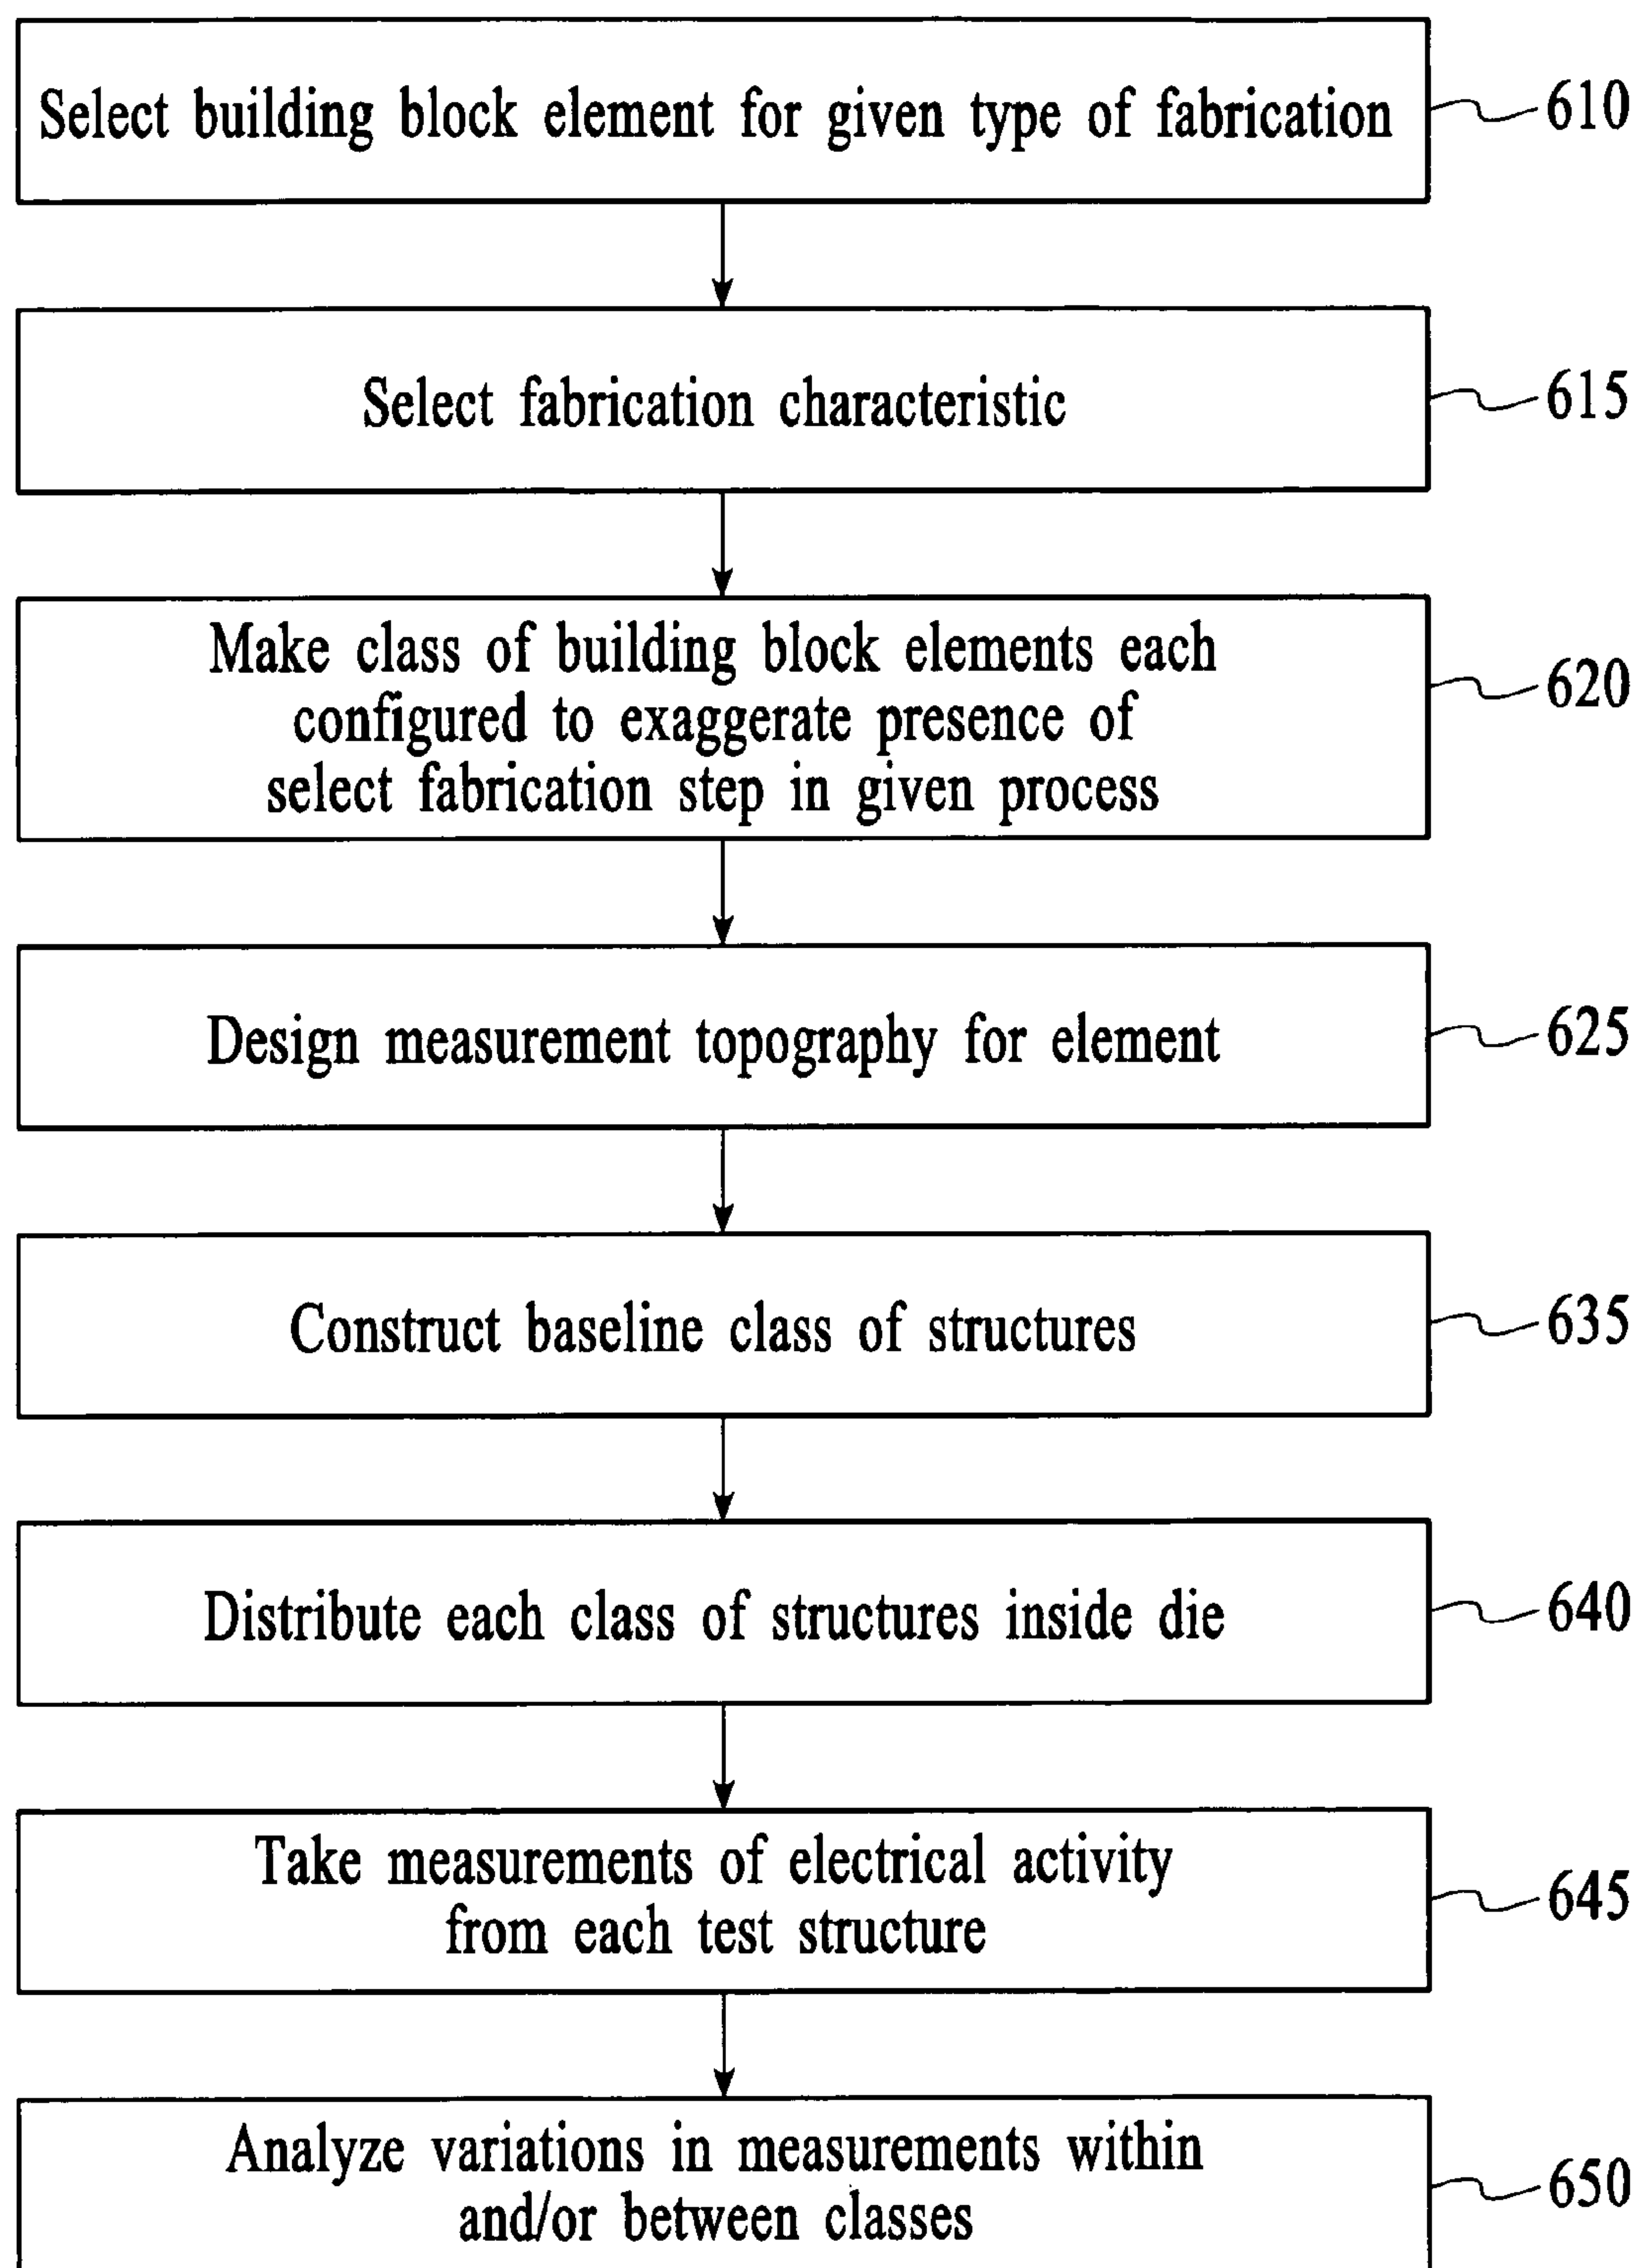 Select building block element for given type of fabrication
610
Select fabrication characteristic
615
Make class of building block elements each
configured to exaggerate presence of
select fabrication step in given process
620
Design measurement topography for element
625
Construct baseline class of structures
635
Distribute each class of structures inside die
640
Take measurements of electrical activity
from each test structure
645
Analyze variations in measurements within
and/or between classes
650